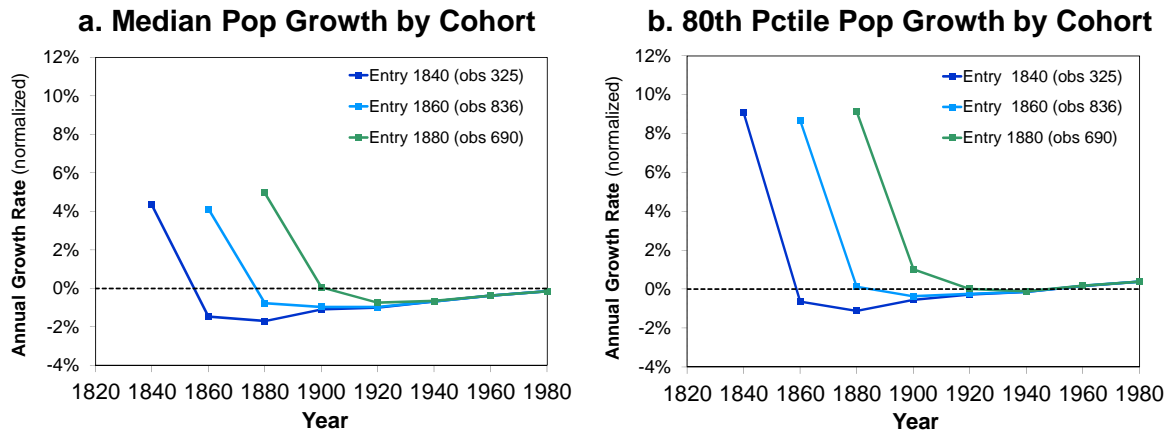 a. Median Pop Growth by Cohort
12%
10%
8%
6%
4%
2%
0%
-2%
-4%
Annual Growth Rate (normalized)
Entry 1840 (obs 325)
Entry 1860 (obs 836)
Entry 1880 (obs 690)
1820 1840 1860 1880 1900 1920 1940 1960 1980
Year
b. 80th Pctile Pop Growth by Cohort
12%
10%
8%
6%
4%
2%
0%
-2%
-4%
Annual Growth Rate (normalized)
Entry 1840 (obs 325)
Entry 1860 (obs 836)
Entry 1880 (obs 690)
1820 1840 1860 1880 1900 1920 1940 1960 1980
Year